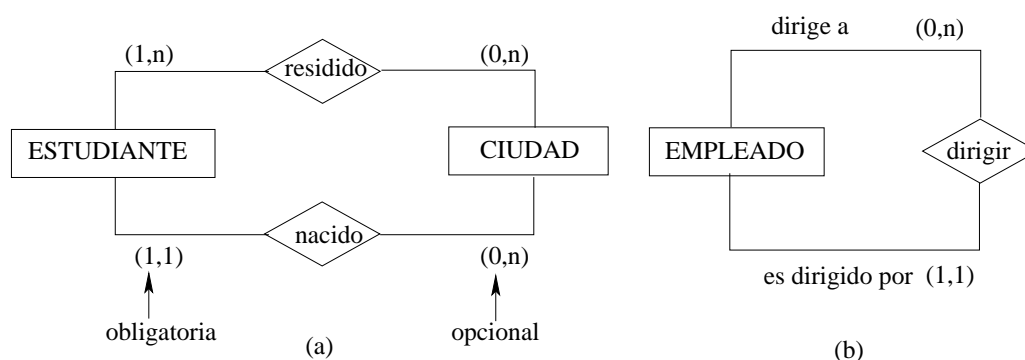 dirige a (0,n)
(1,n) (0,n)
residido
ESTUDIANTE CIUDAD EMPLEADO dirigir
nacido
(1,1) (0,n) es dirigido por (1,1)
obligatoria opcional
(a) (b)